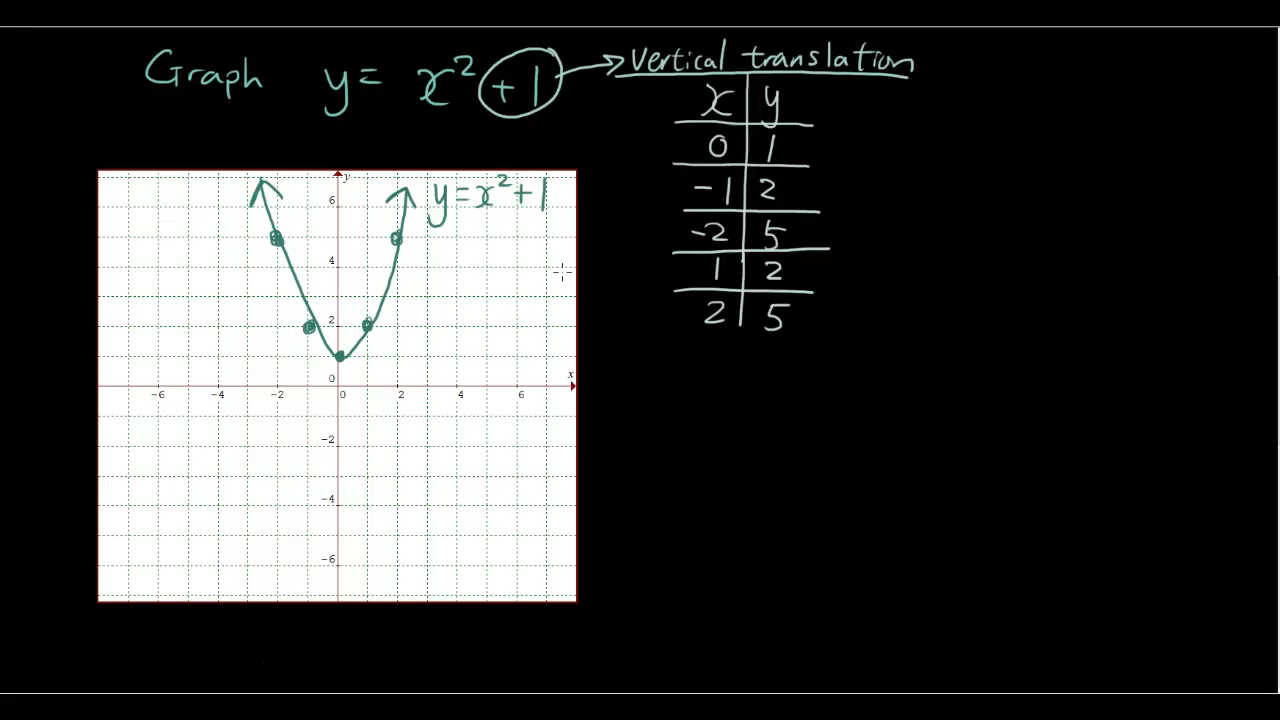 Graph y = x² + 1 → Vertical translation
x y
0 1
-1 2
-2 5
1 2
2 5
y
y = x² + 1
6
4
2
0
x
-6 -4 -2 0 2 4 6
-2
-4
-6